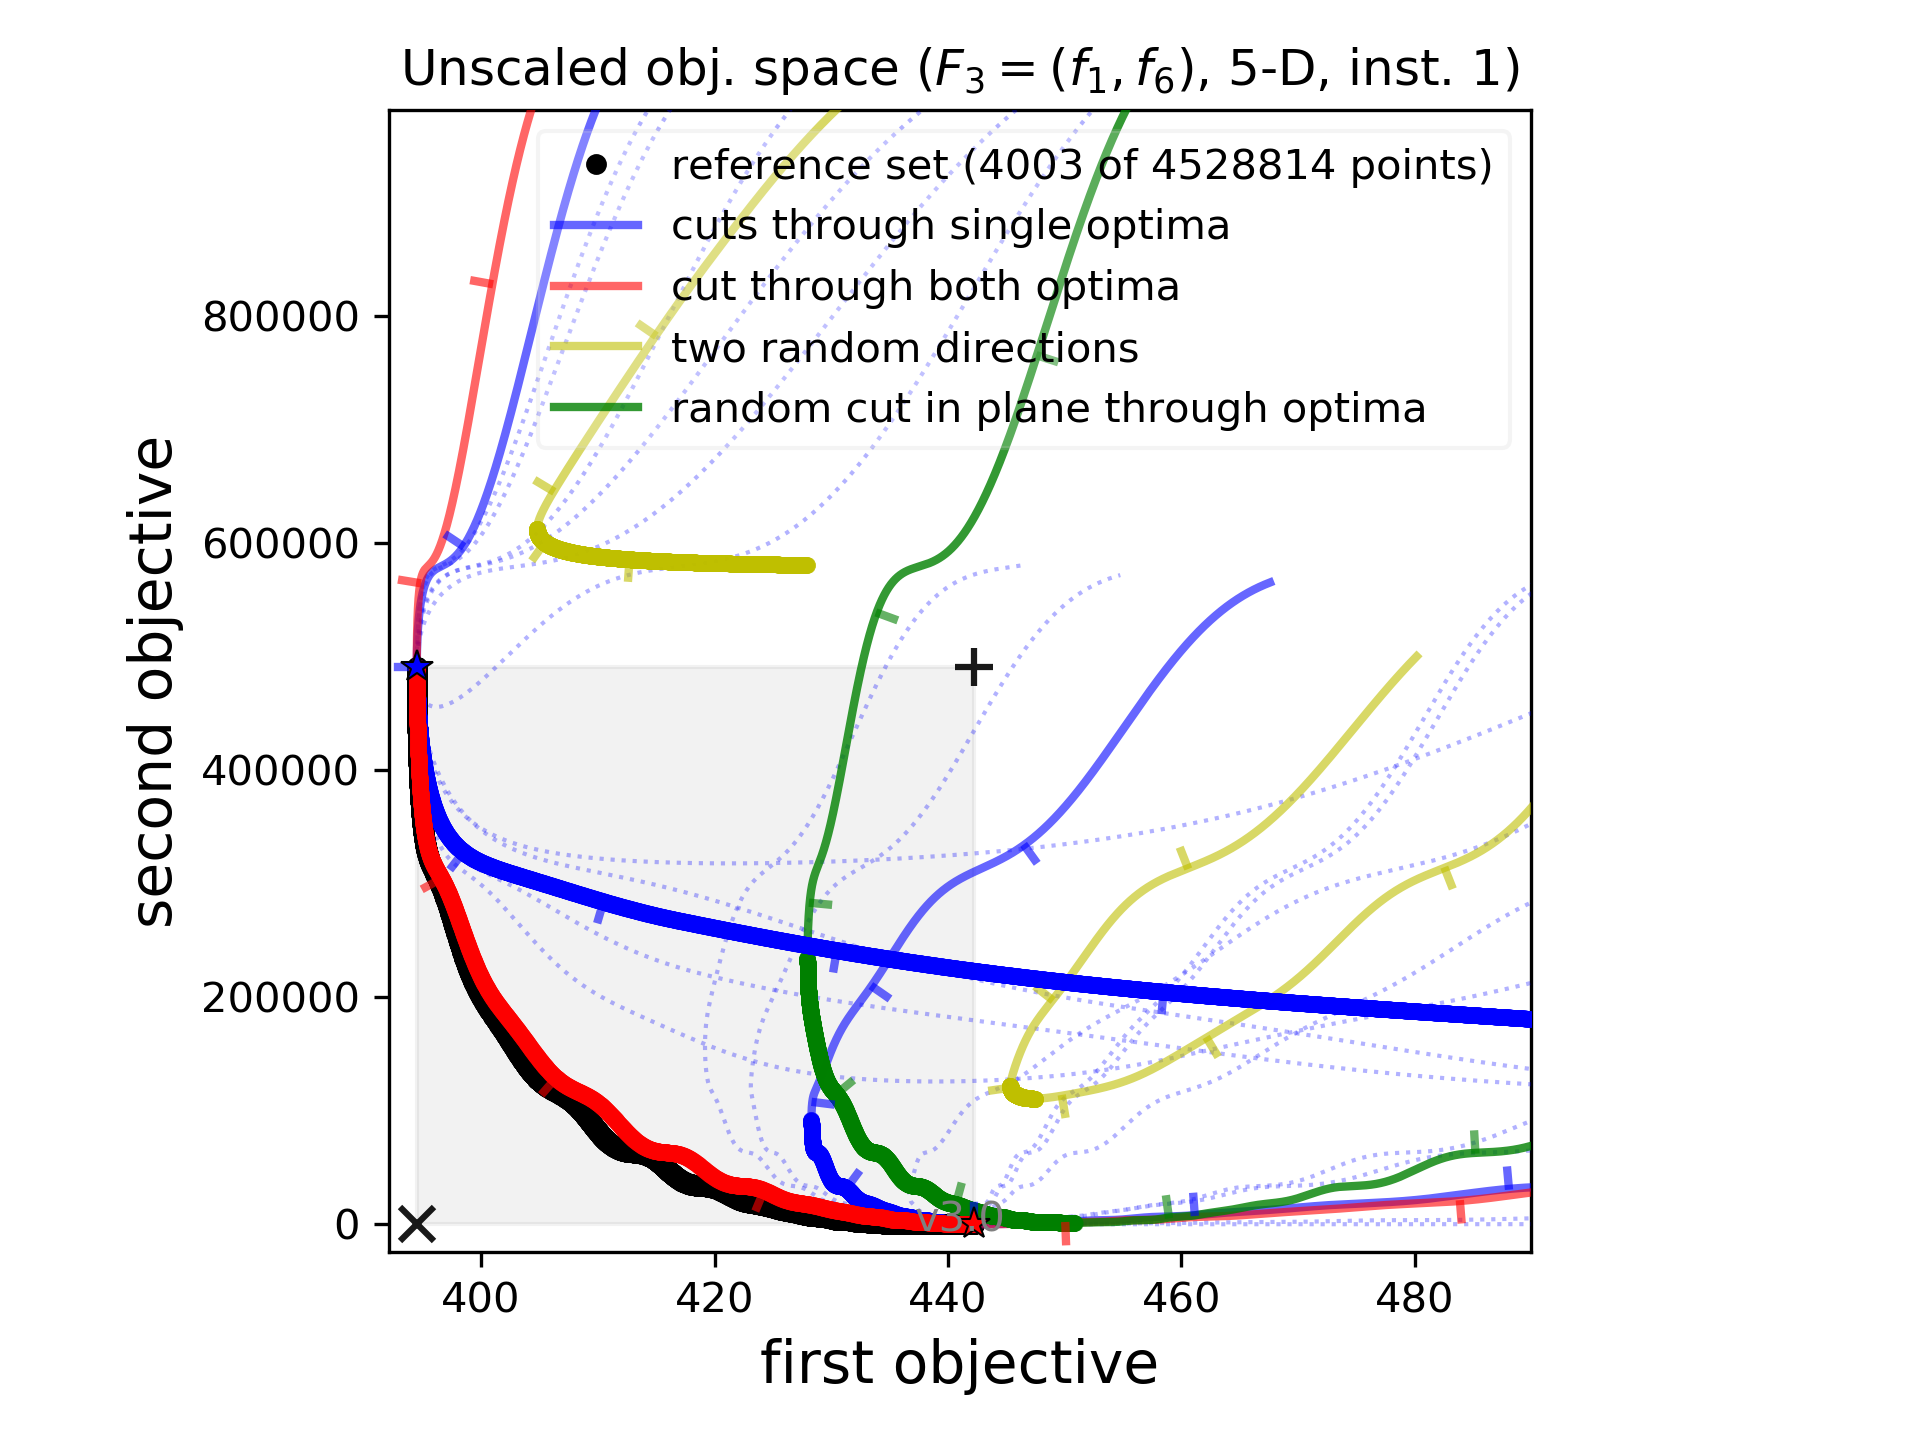 Unscaled obj. space (F₃ = (f₁, f₆), 5-D, inst. 1)
reference set (4003 of 4528814 points)
cuts through single optima
cut through both optima
two random directions
random cut in plane through optima
second objective
800000
600000
400000
200000
0
v3.0
400 420 440 460 480
first objective